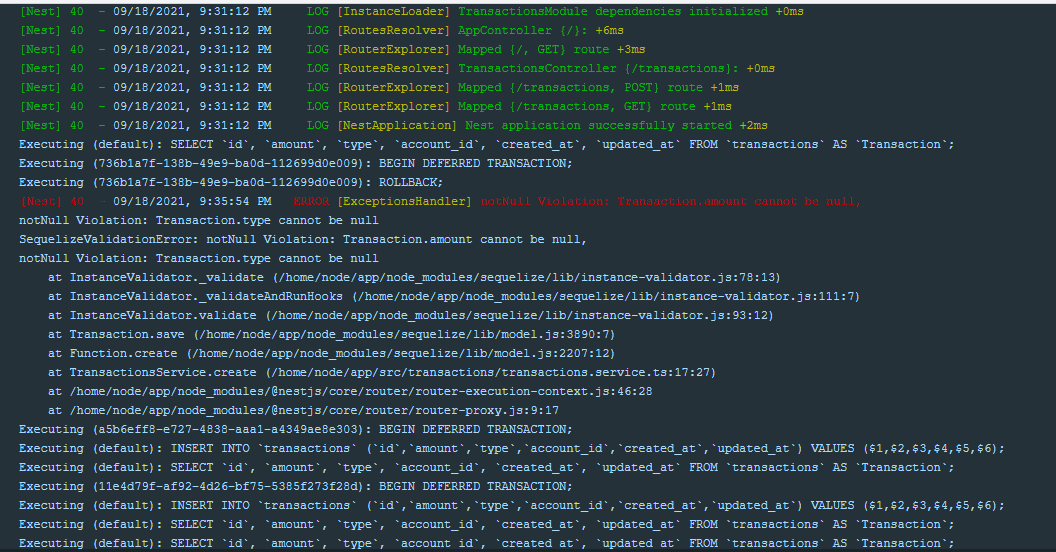 [Nest] 40  - 09/18/2021, 9:31:12 PM     LOG [InstanceLoader] TransactionsModule dependencies initialized +0ms
[Nest] 40  - 09/18/2021, 9:31:12 PM     LOG [RoutesResolver] AppController {/}: +6ms
[Nest] 40  - 09/18/2021, 9:31:12 PM     LOG [RouterExplorer] Mapped {/, GET} route +3ms
[Nest] 40  - 09/18/2021, 9:31:12 PM     LOG [RoutesResolver] TransactionsController {/transactions}: +0ms
[Nest] 40  - 09/18/2021, 9:31:12 PM     LOG [RouterExplorer] Mapped {/transactions, POST} route +1ms
[Nest] 40  - 09/18/2021, 9:31:12 PM     LOG [RouterExplorer] Mapped {/transactions, GET} route +1ms
[Nest] 40  - 09/18/2021, 9:31:12 PM     LOG [NestApplication] Nest application successfully started +2ms
Executing (default): SELECT `id`, `amount`, `type`, `account_id`, `created_at`, `updated_at` FROM `transactions` AS `Transaction`;
Executing (736b1a7f-138b-49e9-ba0d-112699d0e009): BEGIN DEFERRED TRANSACTION;
Executing (736b1a7f-138b-49e9-ba0d-112699d0e009): ROLLBACK;
[Nest] 40  - 09/18/2021, 9:35:54 PM   ERROR [ExceptionsHandler] notNull Violation: Transaction.amount cannot be null,
notNull Violation: Transaction.type cannot be null
SequelizeValidationError: notNull Violation: Transaction.amount cannot be null,
notNull Violation: Transaction.type cannot be null
    at InstanceValidator._validate (/home/node/app/node_modules/sequelize/lib/instance-validator.js:78:13)
    at InstanceValidator._validateAndRunHooks (/home/node/app/node_modules/sequelize/lib/instance-validator.js:111:7)
    at InstanceValidator.validate (/home/node/app/node_modules/sequelize/lib/instance-validator.js:93:12)
    at Transaction.save (/home/node/app/node_modules/sequelize/lib/model.js:3890:7)
    at Function.create (/home/node/app/node_modules/sequelize/lib/model.js:2207:12)
    at TransactionsService.create (/home/node/app/src/transactions/transactions.service.ts:17:27)
    at /home/node/app/node_modules/@nestjs/core/router/router-execution-context.js:46:28
    at /home/node/app/node_modules/@nestjs/core/router/router-proxy.js:9:17
Executing (a5b6eff8-e727-4838-aaa1-a4349ae8e303): BEGIN DEFERRED TRANSACTION;
Executing (default): INSERT INTO `transactions` (`id`,`amount`,`type`,`account_id`,`created_at`,`updated_at`) VALUES ($1,$2,$3,$4,$5,$6);
Executing (default): SELECT `id`, `amount`, `type`, `account_id`, `created_at`, `updated_at` FROM `transactions` AS `Transaction`;
Executing (11e4d79f-af92-4d26-bf75-5385f273f28d): BEGIN DEFERRED TRANSACTION;
Executing (default): INSERT INTO `transactions` (`id`,`amount`,`type`,`account_id`,`created_at`,`updated_at`) VALUES ($1,$2,$3,$4,$5,$6);
Executing (default): SELECT `id`, `amount`, `type`, `account_id`, `created_at`, `updated_at` FROM `transactions` AS `Transaction`;
Executing (default): SELECT `id`, `amount`, `type`, `account_id`, `created_at`, `updated_at` FROM `transactions` AS `Transaction`;